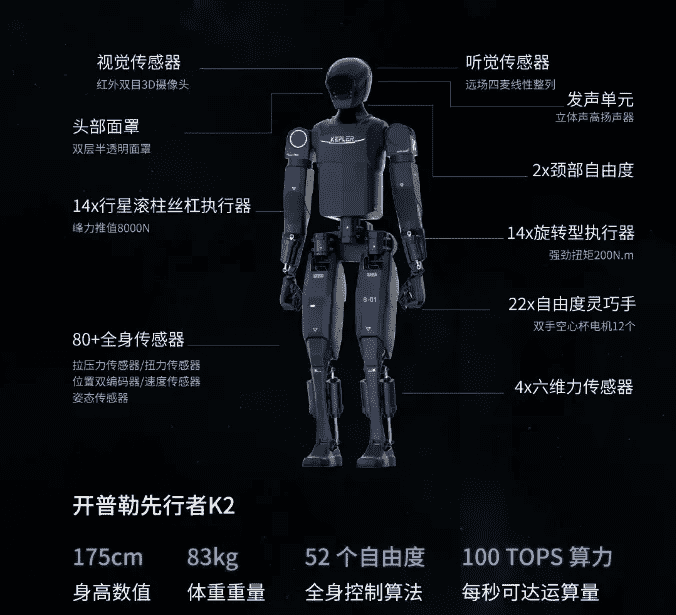 视觉传感器
红外双目3D摄像头
听觉传感器
远场四麦线性整列
发声单元
立体声高扬声器
头部面罩
双层半透明面罩
2x颈部自由度
KEPLER
14x行星滚柱丝杠执行器
峰力推值8000N
14x旋转型执行器
强劲扭矩200N.m
22x自由度灵巧手
双手空心杯电机12个
S-01
80+全身传感器
拉压力传感器/扭力传感器
位置双编码器/速度传感器
姿态传感器
4x六维力传感器
开普勒先行者K2
175cm
83kg
52 个自由度
100 TOPS 算力
身高数值
体重重量
全身控制算法
每秒可达运算量